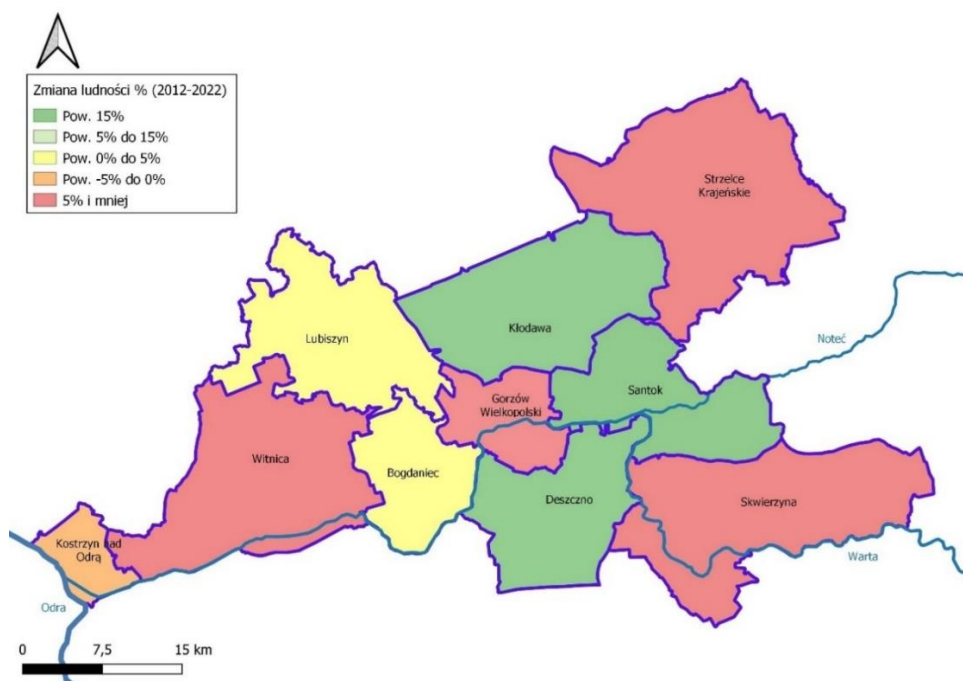 Zmiana ludności % (2012-2022)
Pow. 15%
Pow. 5% do 15%
Pow. 0% do 5%
Pow. -5% do 0%
5% i mniej
Strzelce
Krajeńskie
Kłodawa
Noteć
Lubiszyn
Santok
Gorzów
Wielkopolski
Witnica
Bogdaniec
Deszczno
Skwierzyna
Kostrzyn nad
Odrą
Warta
Odra
0 7,5 15 km